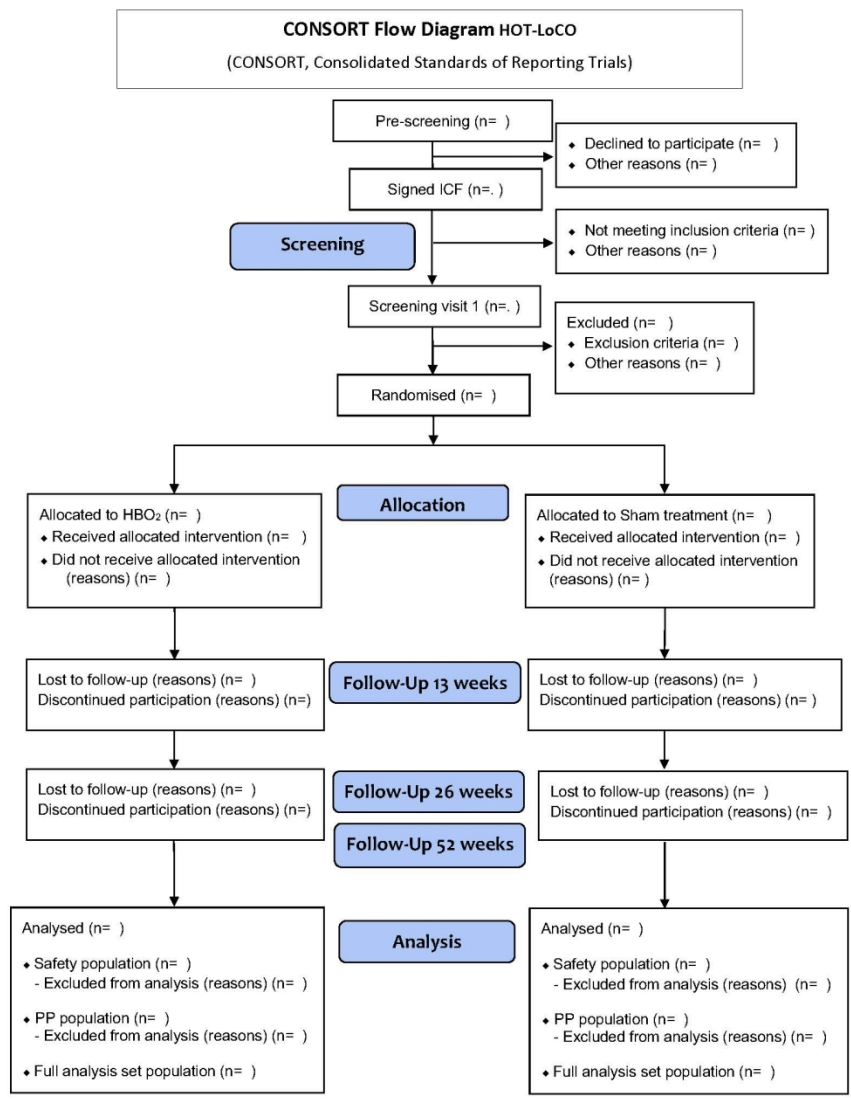 CONSORT Flow Diagram HOT-LoCO
(CONSORT, Consolidated Standards of Reporting Trials)
Pre-screening (n=  )
◆ Declined to participate (n=  )
◆ Other reasons (n= )
Signed ICF (n=. )
Screening
◆ Not meeting inclusion criteria (n= )
◆ Other reasons (n= )
Screening visit 1 (n=. )
Excluded (n=  )
◆ Exclusion criteria (n=  )
◆ Other reasons (n=  )
Randomised (n=  )
Allocation
Allocated to HBO₂ (n=  )
◆ Received allocated intervention (n=  )
◆ Did not receive allocated intervention
(reasons) (n=  )
Allocated to Sham treatment (n=  )
◆ Received allocated intervention (n=  )
◆ Did not receive allocated intervention
(reasons) (n=  )
Follow-Up 13 weeks
Lost to follow-up (reasons) (n=  )
Discontinued participation (reasons) (n=)
Lost to follow-up (reasons) (n=  )
Discontinued participation (reasons) (n= )
Follow-Up 26 weeks
Lost to follow-up (reasons) (n=  )
Discontinued participation (reasons) (n=)
Lost to follow-up (reasons) (n=  )
Discontinued participation (reasons) (n=  )
Follow-Up 52 weeks
Analysis
Analysed (n=  )
◆ Safety population (n=  )
- Excluded from analysis (reasons) (n=  )
◆ PP population (n=  )
- Excluded from analysis (reasons) (n=  )
◆ Full analysis set population (n=  )
Analysed (n=  )
◆ Safety population (n=  )
- Excluded from analysis (reasons)  (n=  )
◆ PP population (n=  )
- Excluded from analysis (reasons) (n=  )
◆ Full analysis set population (n=  )